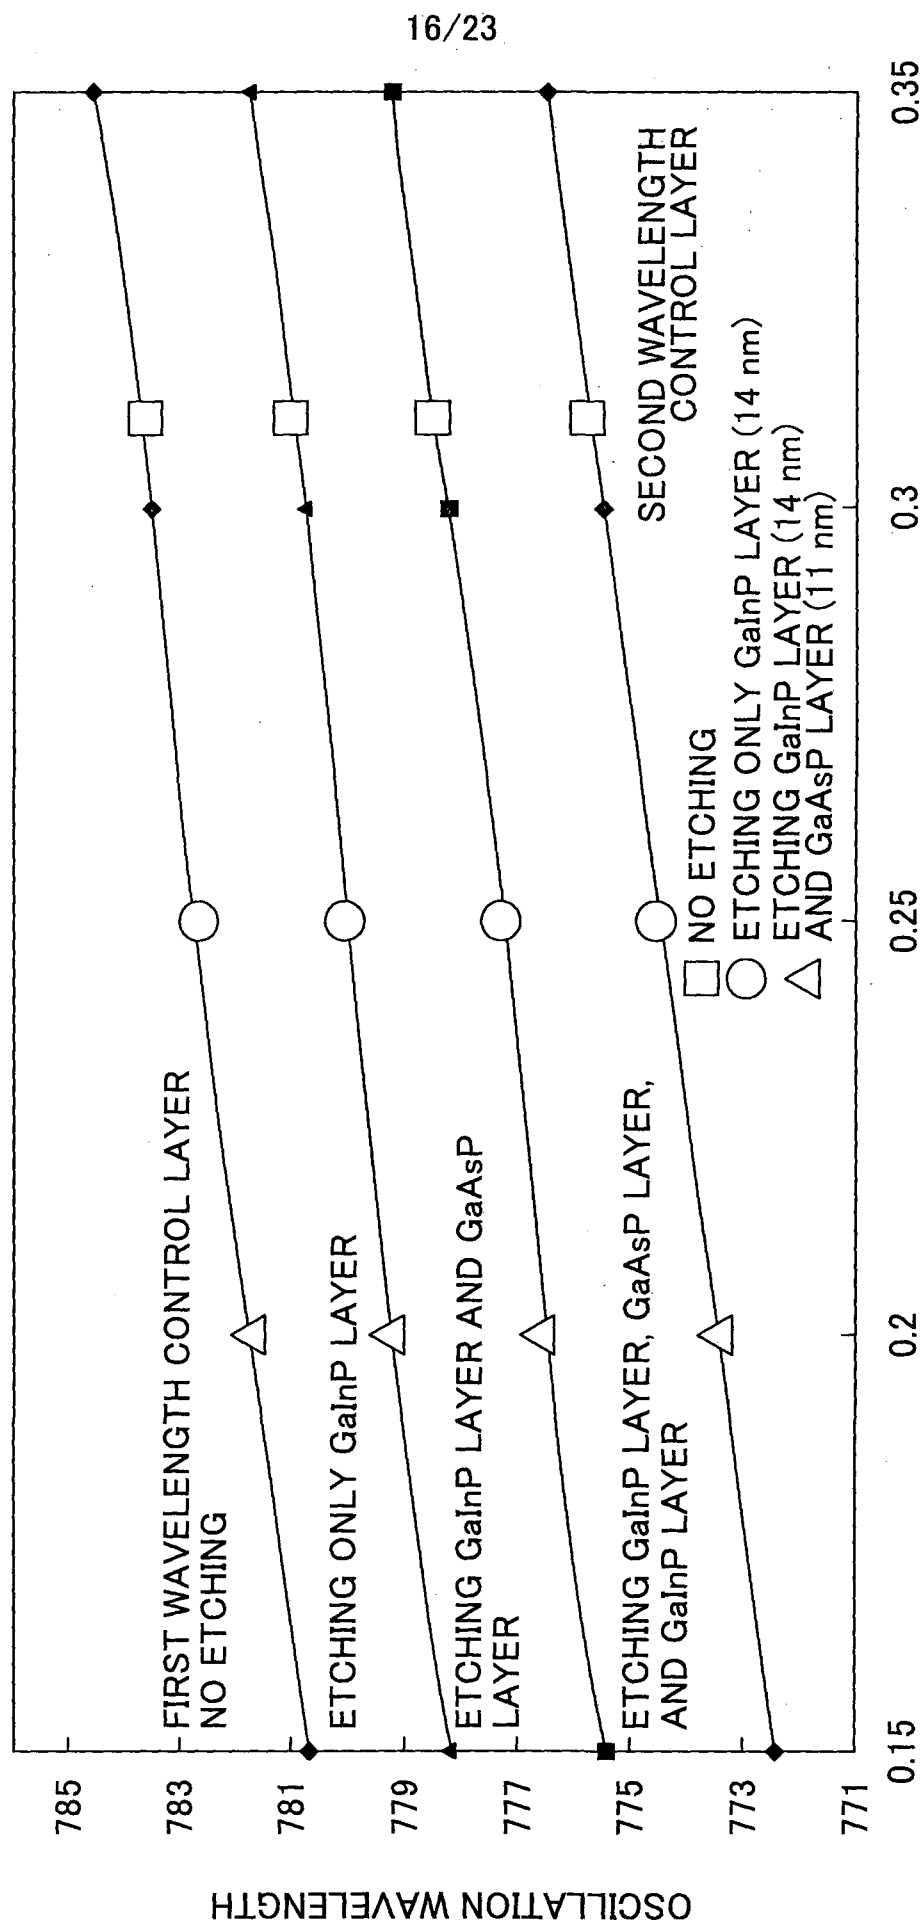 16/23
OSCILLATION WAVELENGTH
785
783
781
779
777
775
773
771
0.15
0.2
0.25
0.3
0.35
FIRST WAVELENGTH CONTROL LAYER
NO ETCHING
ETCHING ONLY GaInP LAYER
ETCHING GaInP LAYER AND GaAsP
LAYER
ETCHING GaInP LAYER, GaAsP LAYER,
AND GaInP LAYER
SECOND WAVELENGTH
CONTROL LAYER
NO ETCHING
ETCHING ONLY GaInP LAYER (14 nm)
ETCHING GaInP LAYER (14 nm)
AND GaAsP LAYER (11 nm)